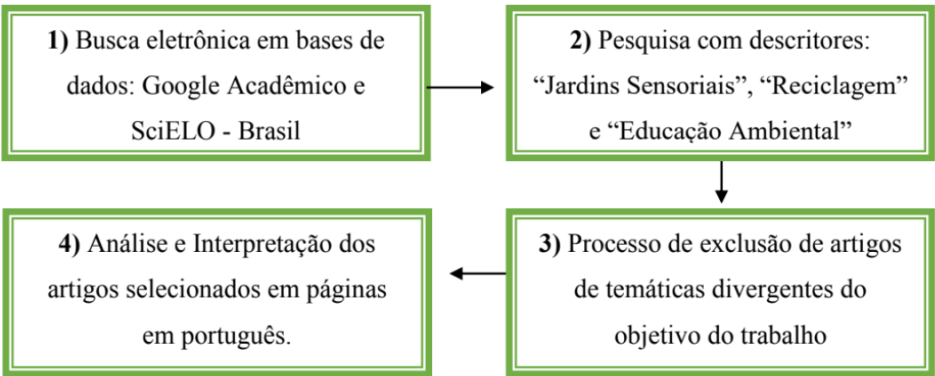 1) Busca eletrônica em bases de
dados: Google Acadêmico e
SciELO - Brasil
2) Pesquisa com descritores:
“Jardins Sensoriais”, “Reciclagem”
e “Educação Ambiental”
3) Processo de exclusão de artigos
de temáticas divergentes do
objetivo do trabalho
4) Análise e Interpretação dos
artigos selecionados em páginas
em português.